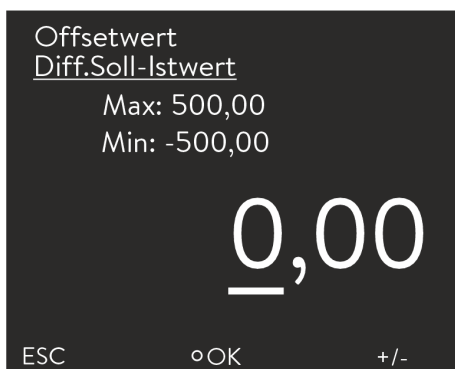 Offsetwert
Diff.Soll-Istwert
Max: 500,00
Min: -500,00
0,00
ESC OK +/-